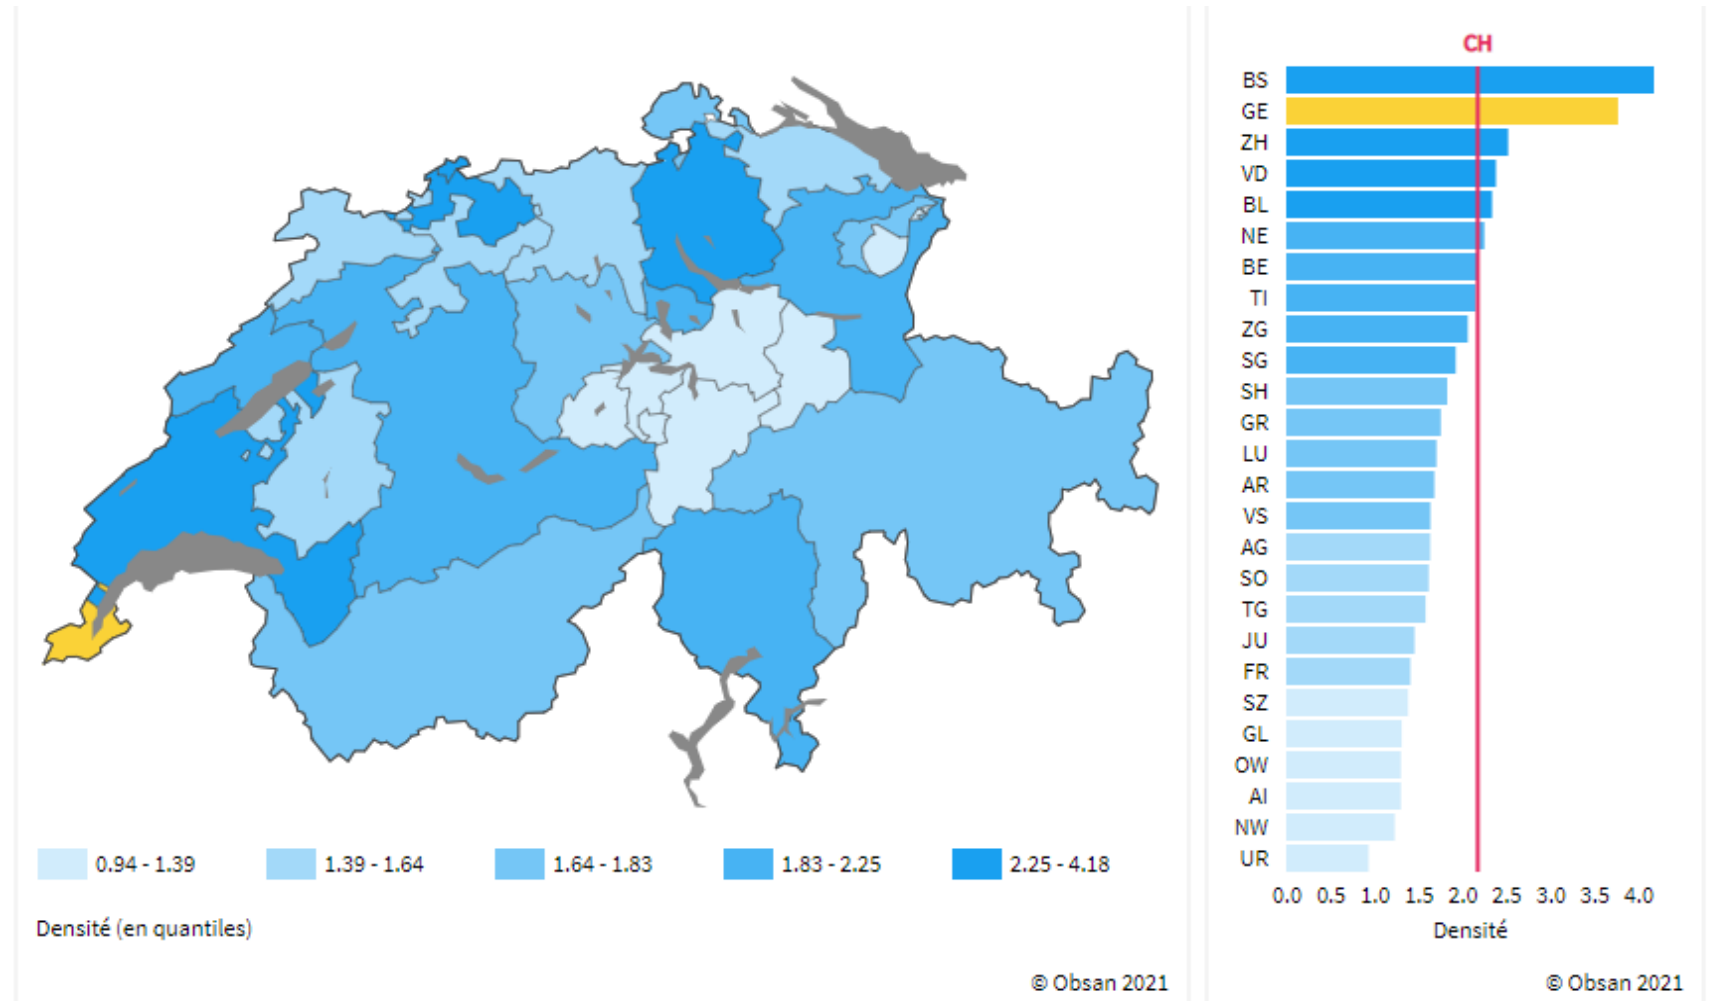 0.94 - 1.39
1.39 - 1.64
1.64 - 1.83
1.83 - 2.25
2.25 - 4.18
Densité (en quantiles)
© Obsan 2021
CH
BS
GE
ZH
VD
BL
NE
BE
TI
ZG
SG
SH
GR
LU
AR
VS
AG
SO
TG
JU
FR
SZ
GL
OW
AI
NW
UR
0.0 0.5 1.0 1.5 2.0 2.5 3.0 3.5 4.0
Densité
© Obsan 2021